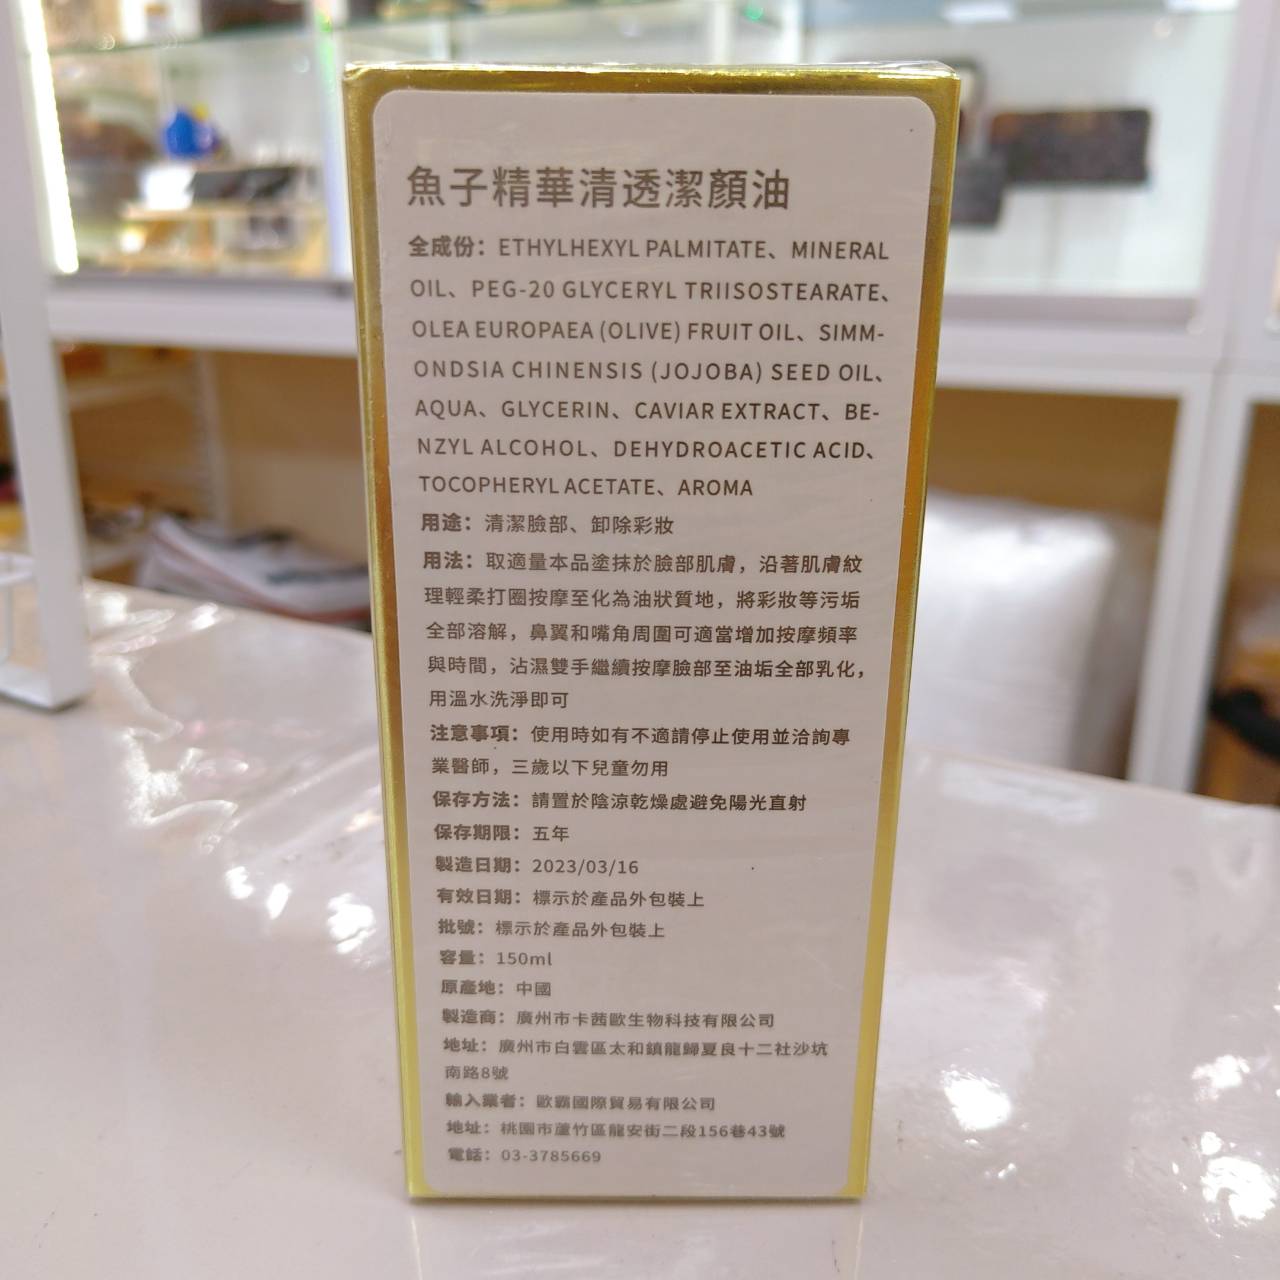 魚子精華清透潔顏油
全成份：ETHYLHEXYL PALMITATE、MINERAL
OIL、PEG-20 GLYCERYL TRIISOSTEARATE、
OLEA EUROPAEA (OLIVE) FRUIT OIL、SIMM-
ONDSIA CHINENSIS (JOJOBA) SEED OIL、
AQUA、GLYCERIN、CAVIAR EXTRACT、BE-
NZYL ALCOHOL、DEHYDROACETIC ACID、
TOCOPHERYL ACETATE、AROMA
用途：清潔臉部、卸除彩妝
用法：取適量本品塗抹於臉部肌膚，沿著肌膚紋
理輕柔打圈按摩至化為油狀質地，將彩妝等污垢
全部溶解，鼻翼和嘴角周圍可適當增加按摩頻率
與時間，沾濕雙手繼續按摩臉部至油垢全部乳化，
用溫水洗淨即可
注意事項：使用時如有不適請停止使用並洽詢專
業醫師，三歲以下兒童勿用
保存方法：請置於陰涼乾燥處避免陽光直射
保存期限：五年
製造日期：2023/03/16
有效日期：標示於產品外包裝上
批號：標示於產品外包裝上
容量：150ml
原產地：中國
製造商：廣州市卡茜歐生物科技有限公司
地址：廣州市白雲區太和鎮龍歸夏良十二社沙坑
南路8號
輸入業者：歐霸國際貿易有限公司
地址：桃園市蘆竹區龍安街二段156巷43號
電話：03-3785669